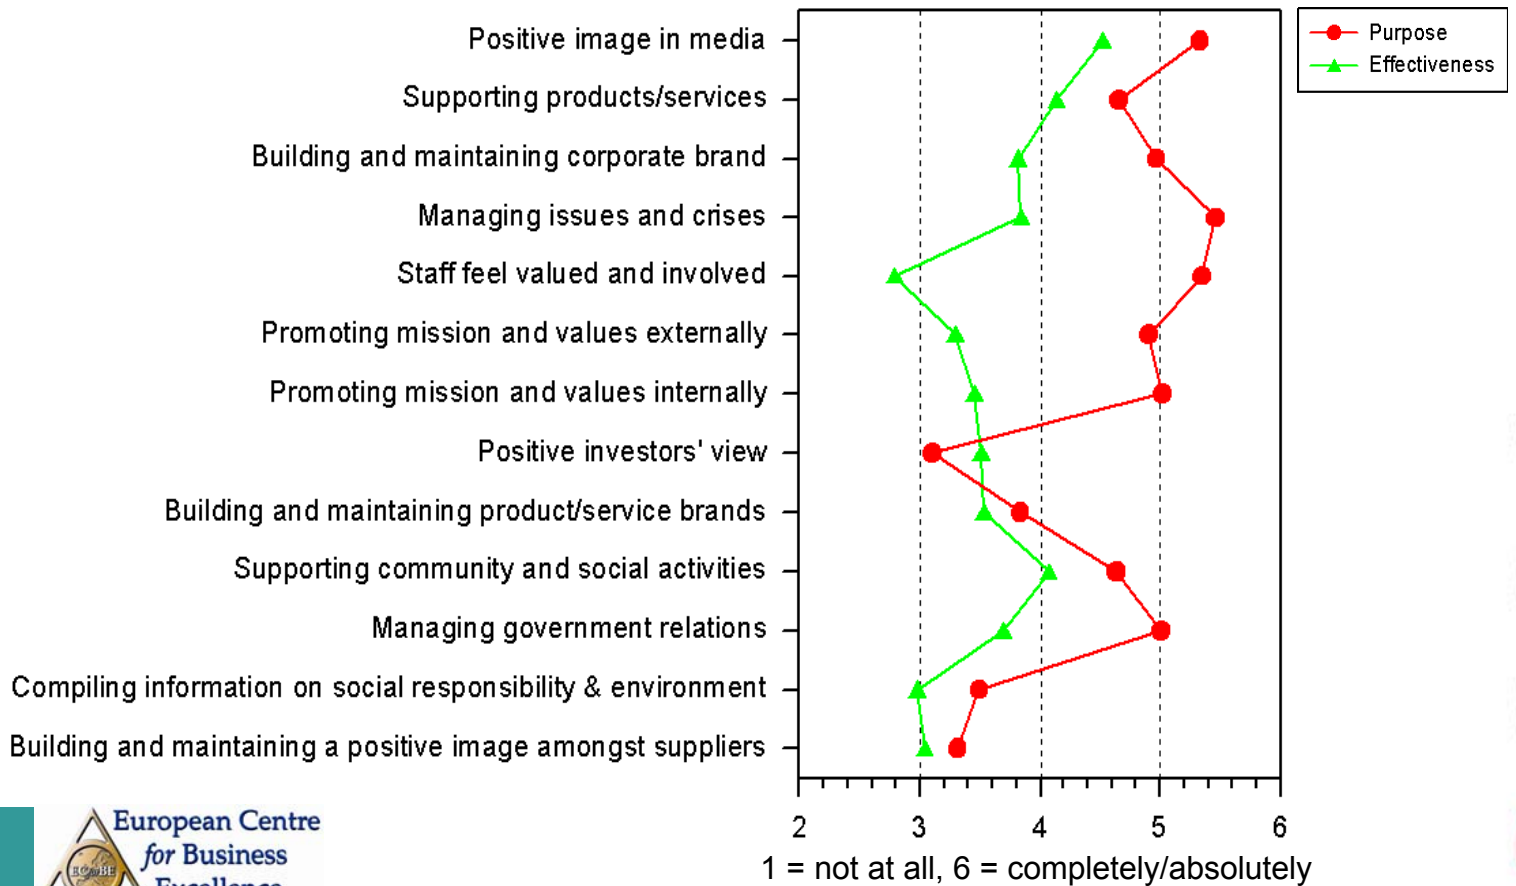 Positive image in media
Supporting products/services
Building and maintaining corporate brand
Managing issues and crises
Staff feel valued and involved
Promoting mission and values externally
Promoting mission and values internally
Positive investors' view
Building and maintaining product/service brands
Supporting community and social activities
Managing government relations
Compiling information on social responsibility & environment
Building and maintaining a positive image amongst suppliers
Purpose
Effectiveness
2 3 4 5 6
1 = not at all, 6 = completely/absolutely
European Centre
for Business
Excellence